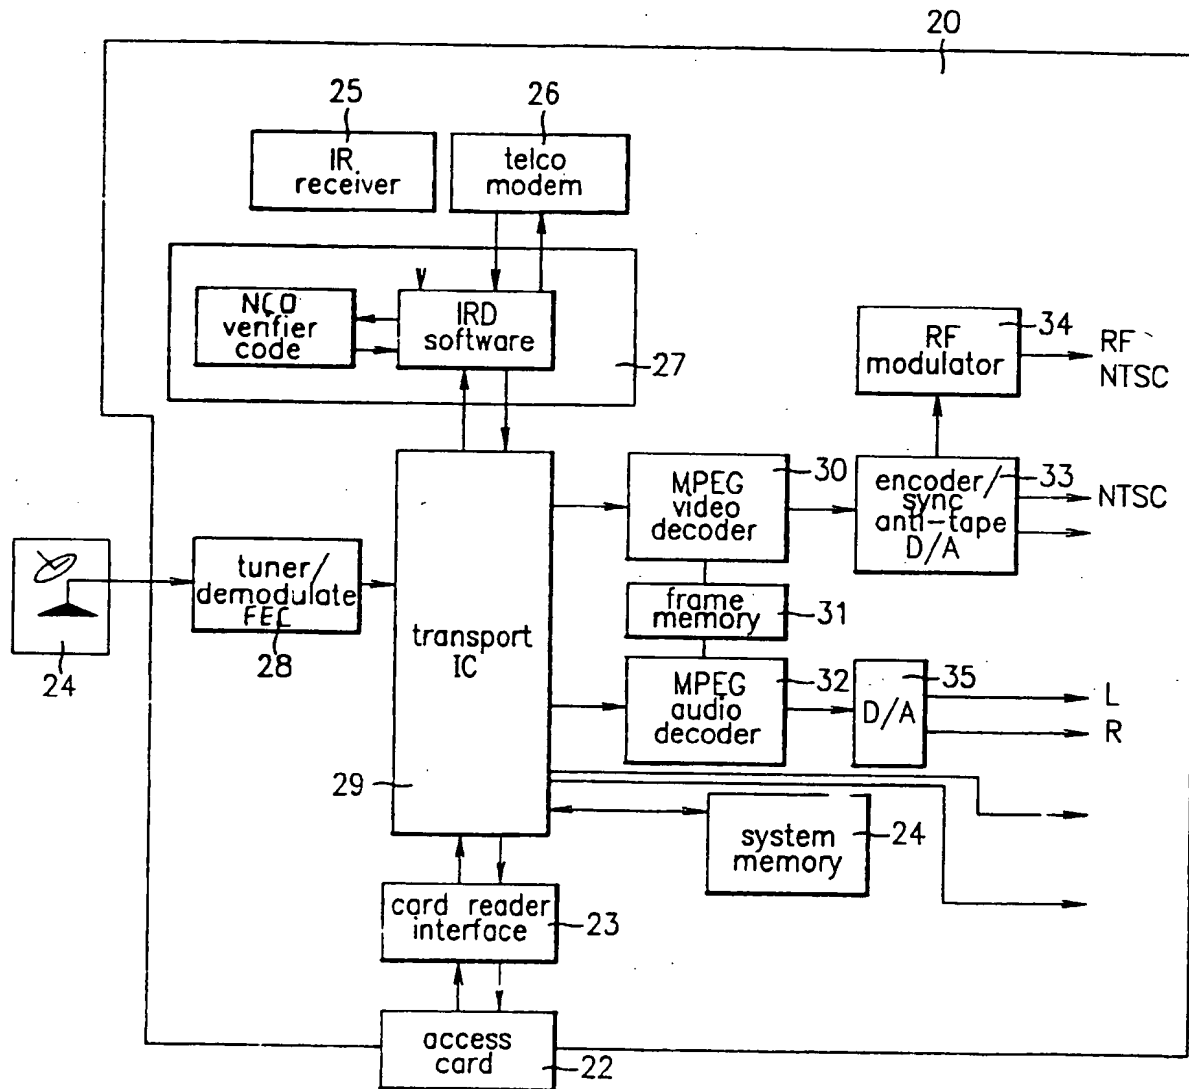 20
25
26
IR
receiver
telco
modem
NCO
verifier
code
IRD
software
27
RF
modulator
34
RF
NTSC
MPEG
video
decoder
30
encoder/
sync
anti-tape
D/A
33
NTSC
tuner/
demodulate
FEC
28
24
transport
IC
29
frame
memory
31
MPEG
audio
decoder
32
D/A
35
L
R
system
memory
24
card reader
interface
23
access
card
22